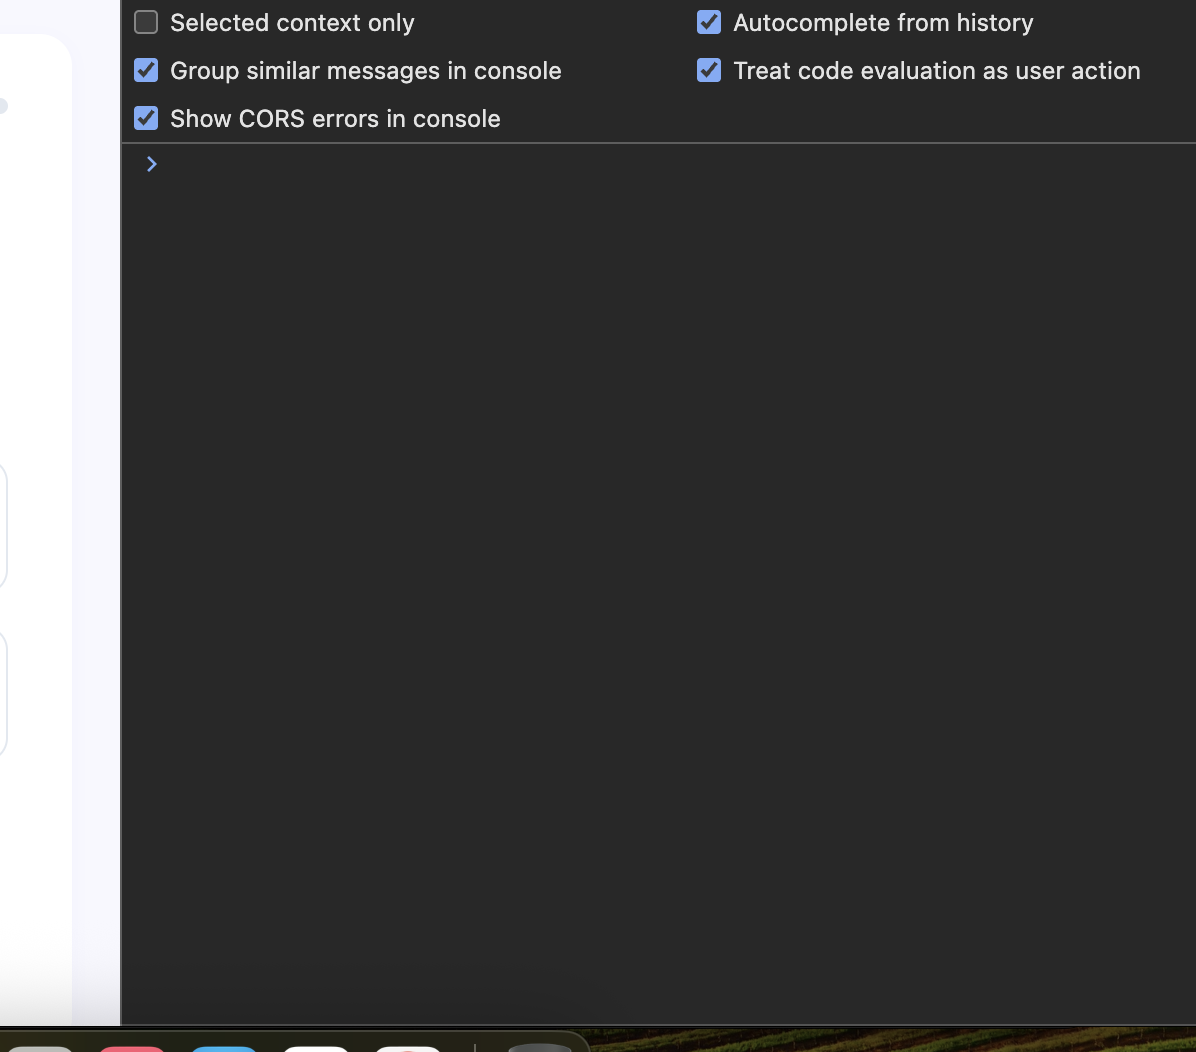 Selected context only
Autocomplete from history
Group similar messages in console
Treat code evaluation as user action
Show CORS errors in console